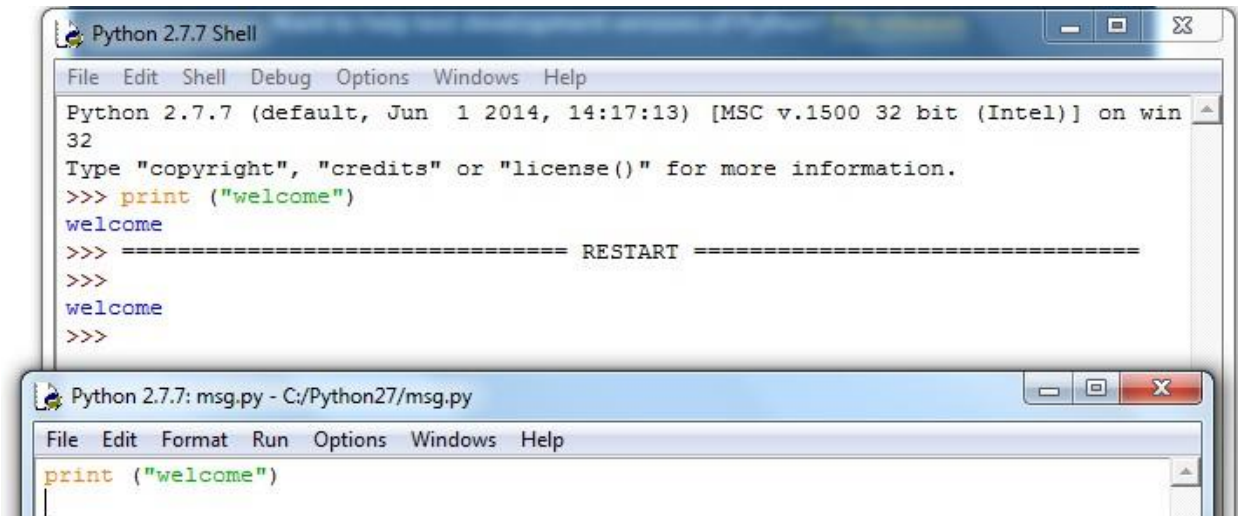 Python 2.7.7 Shell
File Edit Shell Debug Options Windows Help
Python 2.7.7 (default, Jun  1 2014, 14:17:13) [MSC v.1500 32 bit (Intel)] on win
32
Type "copyright", "credits" or "license()" for more information.
>>> print ("welcome")
welcome
>>> ================================ RESTART ================================
>>>
welcome
>>>
Python 2.7.7: msg.py - C:/Python27/msg.py
File Edit Format Run Options Windows Help
print ("welcome")